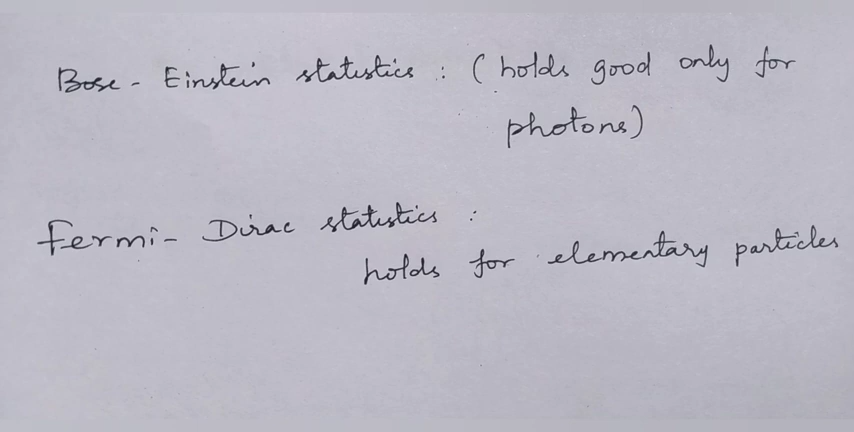 Bose - Einstein statistics : ( holds good only for
photons)
Fermi - Dirac statistics :
holds for elementary particles